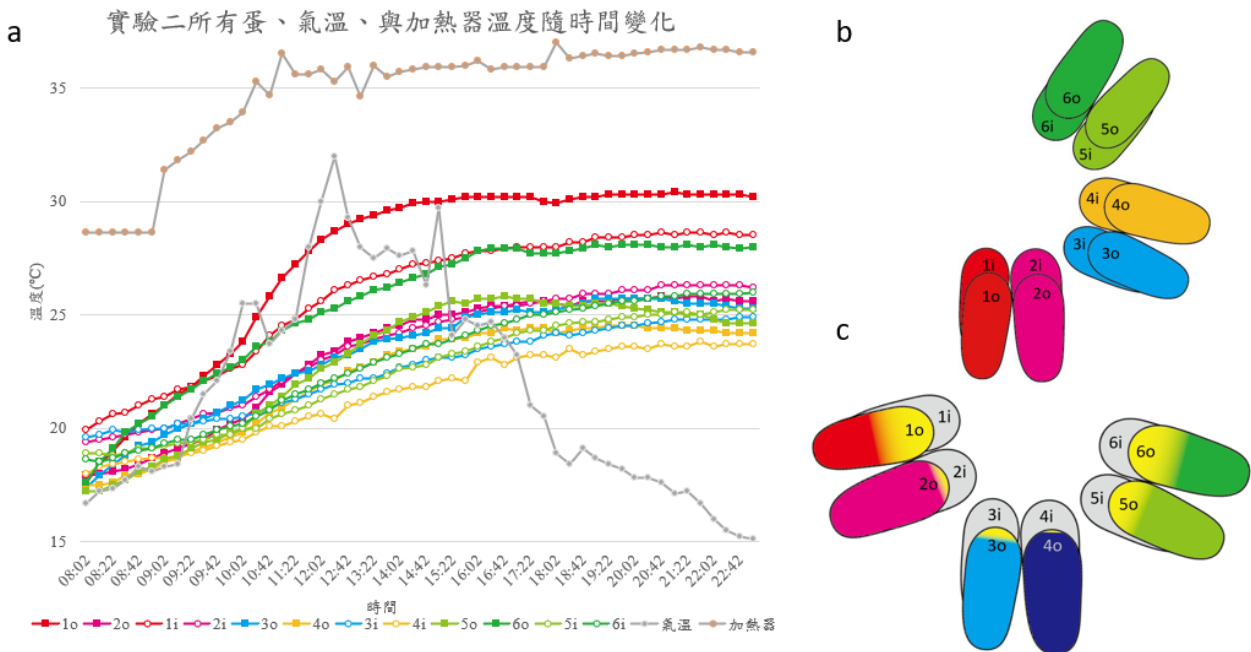 a
實驗二所有蛋、氣溫、與加熱器溫度隨時間變化
溫度(°C)
35
30
25
20
15
08:02 08:22 08:42 09:02 09:22 09:42 10:02 10:42 11:22 12:02 12:42 13:22 14:02 14:42 15:22 16:02 16:42 17:22 18:02 18:42 19:22 20:02 20:42 21:22 22:02 22:42
時間
1o 2o 1i 2i 3o 4o 3i 4i 5o 6o 5i 6i 氣溫 加熱器
b
6o
6i
5o
5i
4i 4o
3i 3o
1i 2i
1o 2o
c
1i
1o
2i
2o
3i 4i
3o 4o
6i
6o
5i
5o